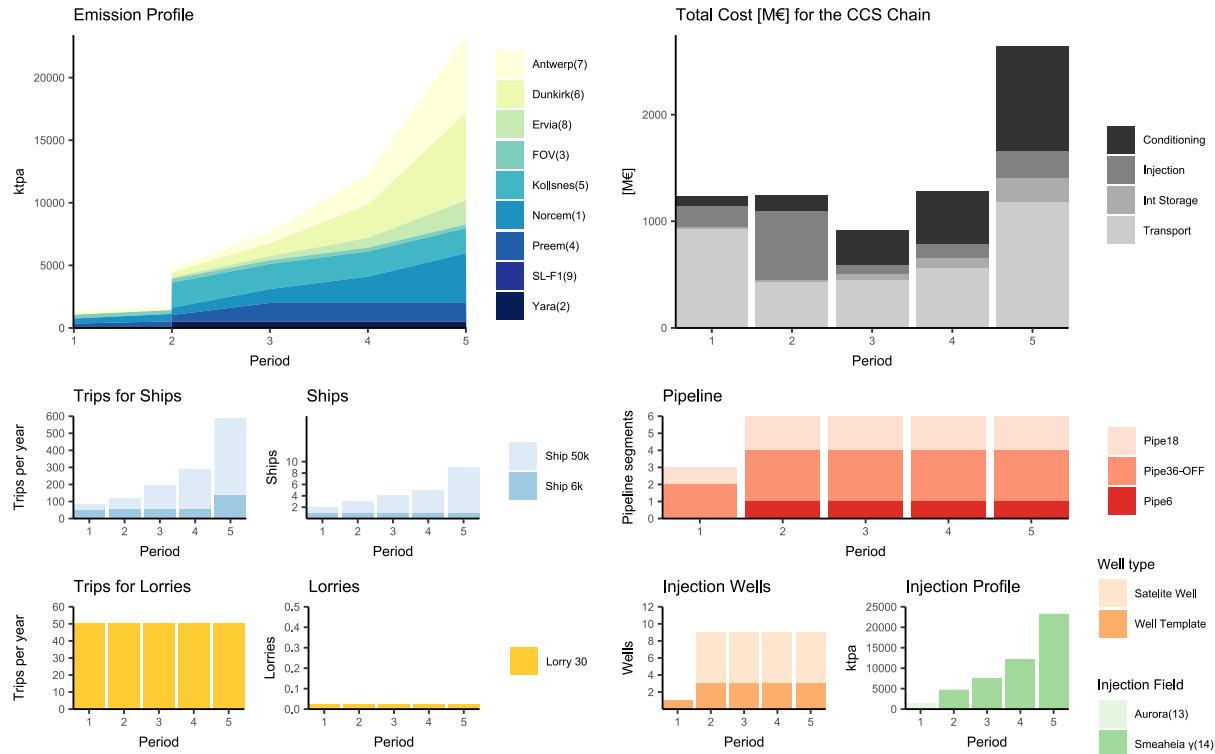 Emission Profile
20000
15000
10000
5000
0
ktpa
1 2 3 4 5
Period
Antwerp(7)
Dunkirk(6)
Ervia(8)
FOV(3)
Kollsnes(5)
Norcem(1)
Preem(4)
SL-F1(9)
Yara(2)
Total Cost [M€] for the CCS Chain
2000
1000
0
[M€]
1 2 3 4 5
Period
Conditioning
Injection
Int Storage
Transport
Trips for Ships
600
500
400
300
200
100
0
Trips per year
1 2 3 4 5
Period
Ships
10
8
6
4
2
Ships
1 2 3 4 5
Period
Ship 50k
Ship 6k
Pipeline
6
5
4
3
2
1
0
Pipeline segments
1 2 3 4 5
Period
Pipe18
Pipe36-OFF
Pipe6
Trips for Lorries
60
50
40
30
20
10
0
Trips per year
1 2 3 4 5
Period
Lorries
0.5
0.4
0.3
0.2
0.1
0.0
Lorries
1 2 3 4 5
Period
Lorry 30
Injection Wells
12
10
8
6
4
2
Wells
1 2 3 4 5
Period
Injection Profile
25000
20000
15000
10000
5000
0
ktpa
1 2 3 4 5
Period
Well type
Satelite Well
Well Template
Injection Field
Aurora(13)
Smeaheia γ(14)